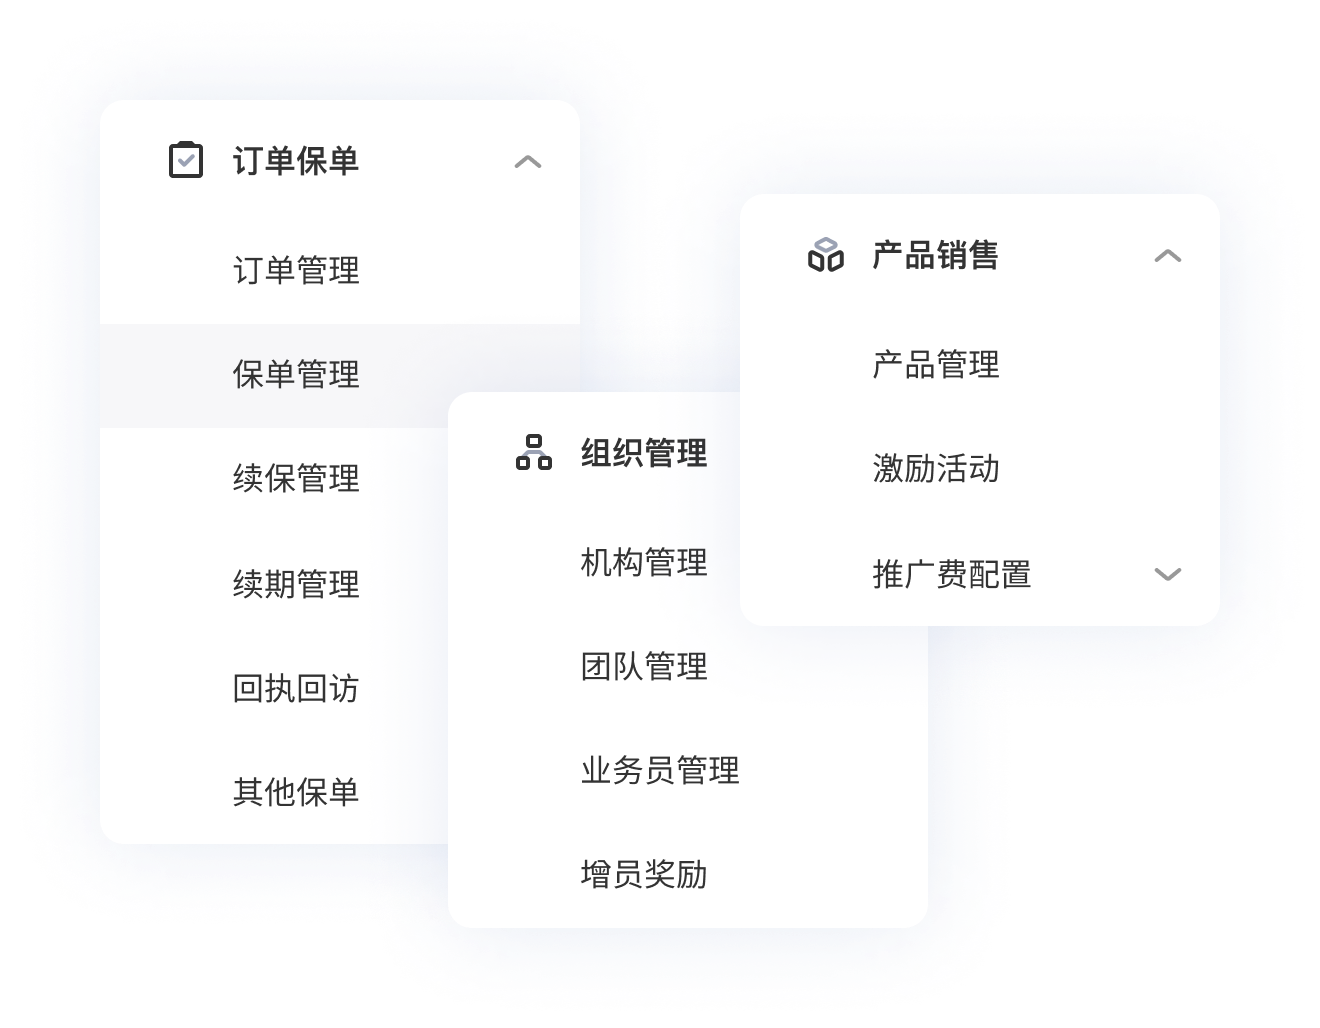 订单保单
订单管理
保单管理
续保管理
续期管理
回执回访
其他保单
组织管理
机构管理
团队管理
业务员管理
增员奖励
产品销售
产品管理
激励活动
推广费配置